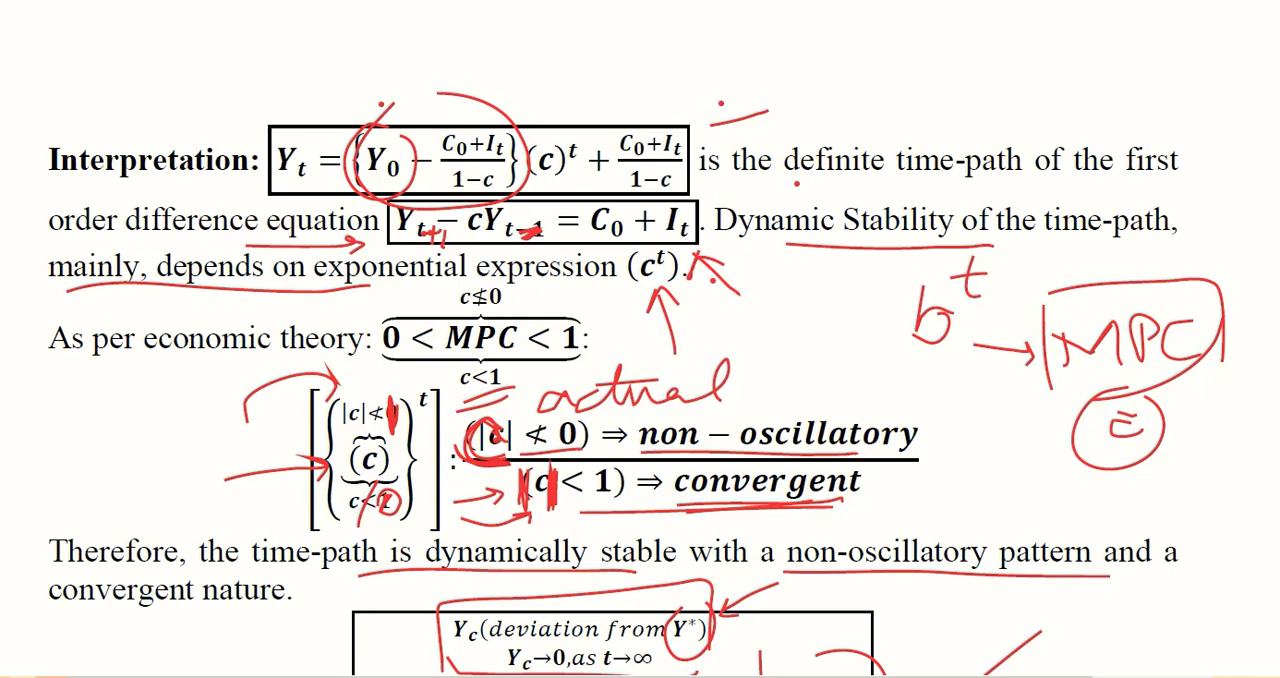 Interpretation: Y_t = {Y_0 − (C_0+I_t)/(1−c)} (c)^t + (C_0+I_t)/(1−c) is the definite time-path of the first
order difference equation Y_t − cY_{t−1} = C_0 + I_t. Dynamic Stability of the time-path,
+1
mainly, depends on exponential expression (c^t).
b^t
c≰0
As per economic theory: 0 < MPC < 1:
MPC
c<1
actual
|c|≮
t
(|c| ≮ 0) ⇒ non − oscillatory
(c)
c<1
0
(c < 1) ⇒ convergent
Therefore, the time-path is dynamically stable with a non-oscillatory pattern and a
convergent nature.
Y_c(deviation from Y*)
Y_c→0,as t→∞